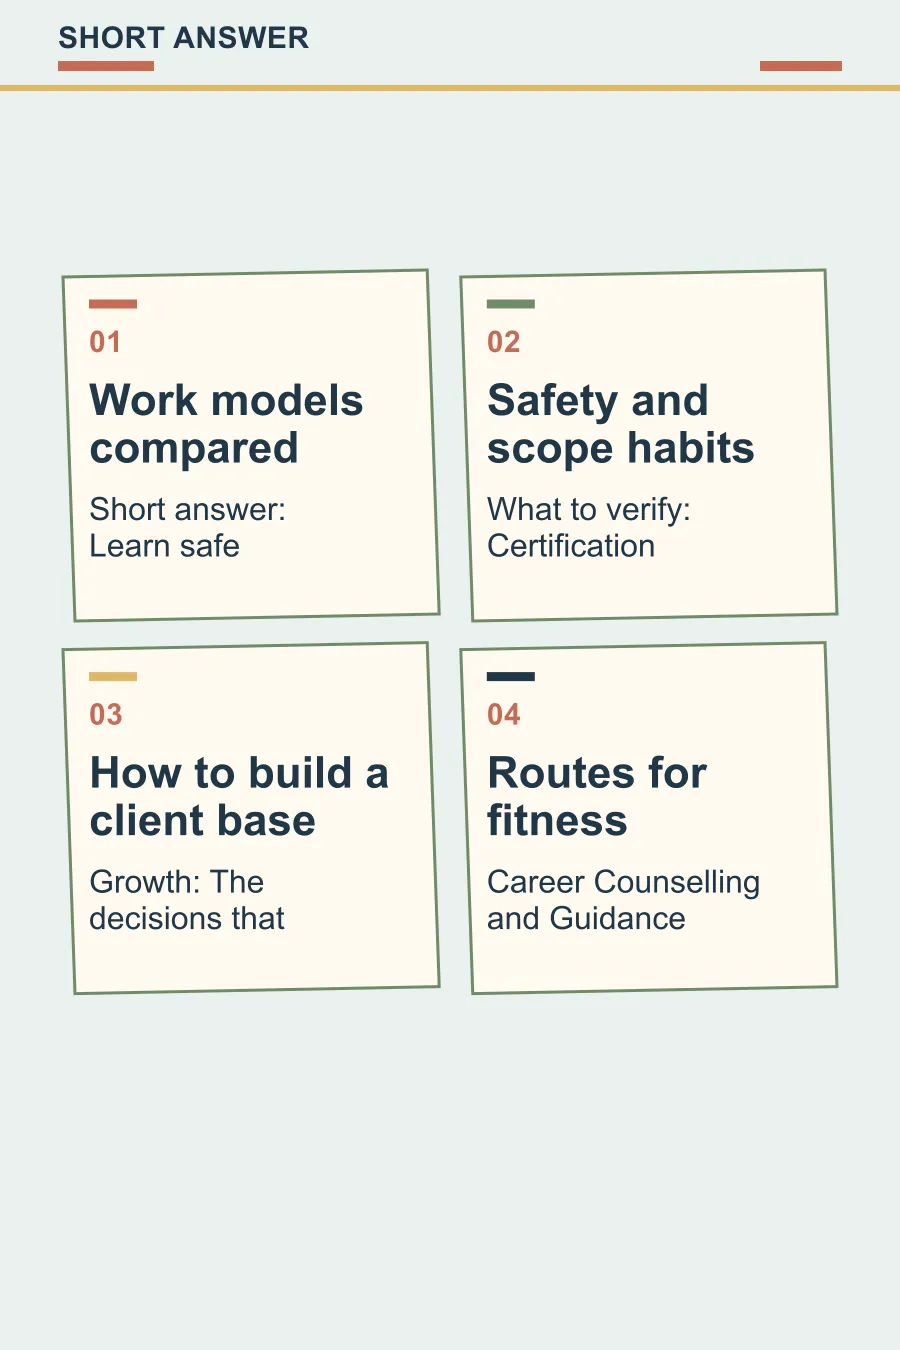 SHORT ANSWER
01
Work models
compared
Short answer:
Learn safe
02
Safety and
scope habits
What to verify:
Certification
03
How to build a
client base
Growth: The
decisions that
04
Routes for
fitness
Career Counselling
and Guidance